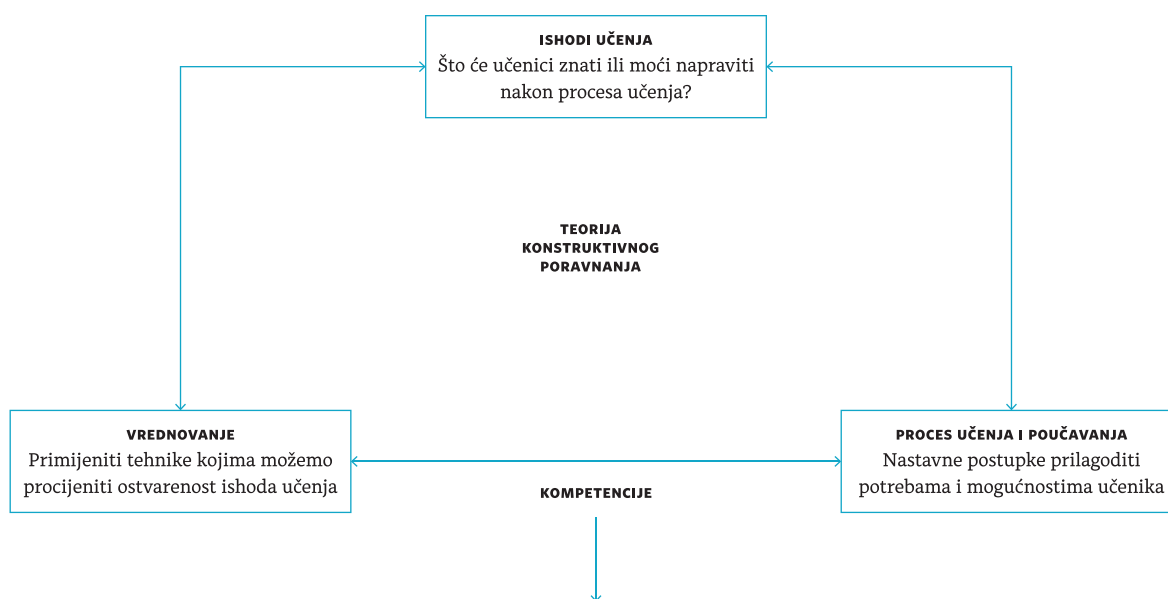 ISHODI UČENJA
Što će učenici znati ili moći napraviti
nakon procesa učenja?
TEORIJA
KONSTRUKTIVNOG
PORAVNANJA
VREDNOVANJE
Primijeniti tehnike kojima možemo
procijeniti ostvarenost ishoda učenja
PROCES UČENJA I POUČAVANJA
Nastavne postupke prilagoditi
potrebama i mogućnostima učenika
KOMPETENCIJE